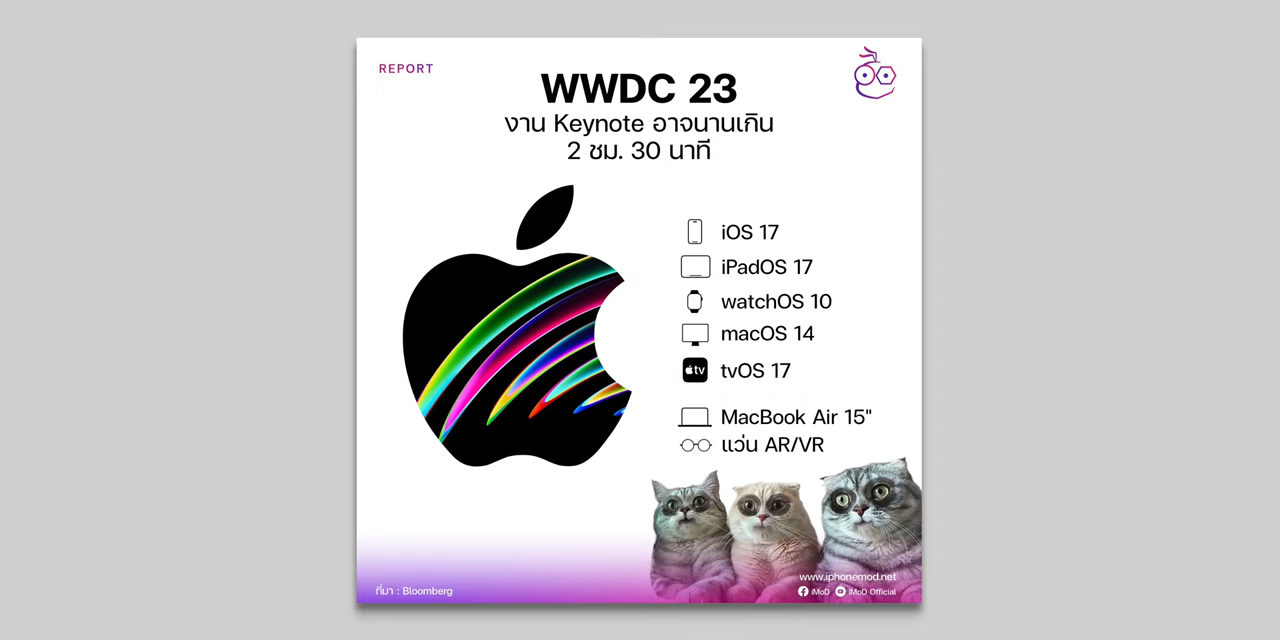 REPORT
WWDC 23
งาน Keynote อาจนานเกิน
2 ชม. 30 นาที
iOS 17
iPadOS 17
watchOS 10
macOS 14
tv
tvOS 17
MacBook Air 15"
แว่น AR/VR
www.iphonemod.net
ที่มา : Bloomberg
iMoD
iMoD Official